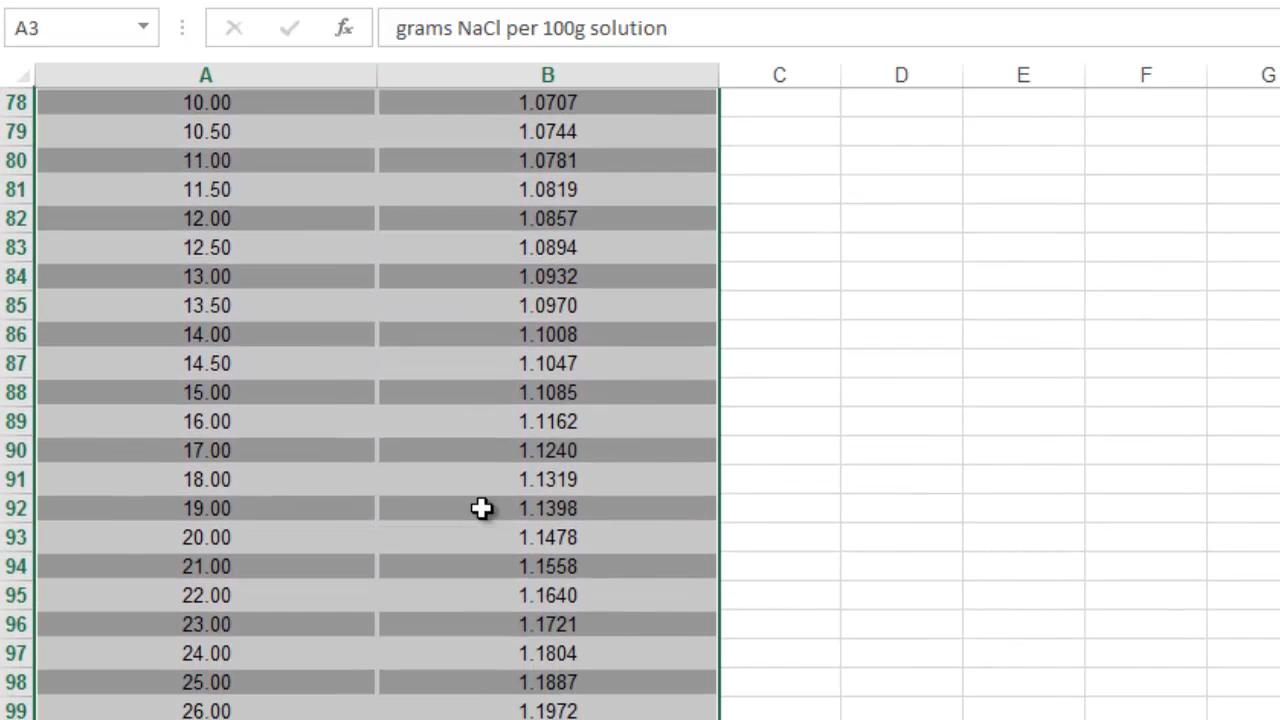 A3 fx grams NaCl per 100g solution
A B C D E F G
78 10.00 1.0707
79 10.50 1.0744
80 11.00 1.0781
81 11.50 1.0819
82 12.00 1.0857
83 12.50 1.0894
84 13.00 1.0932
85 13.50 1.0970
86 14.00 1.1008
87 14.50 1.1047
88 15.00 1.1085
89 16.00 1.1162
90 17.00 1.1240
91 18.00 1.1319
92 19.00 1.1398
93 20.00 1.1478
94 21.00 1.1558
95 22.00 1.1640
96 23.00 1.1721
97 24.00 1.1804
98 25.00 1.1887
99 26.00 1.1972